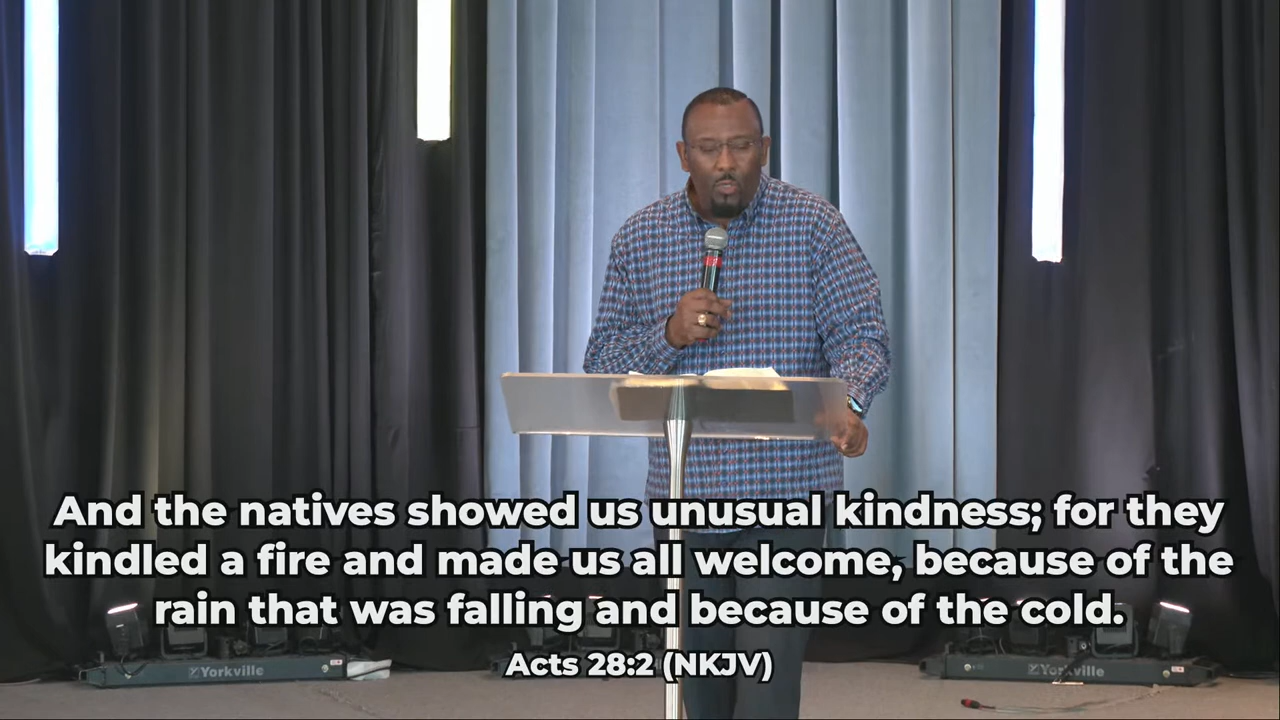 And the natives showed us unusual kindness; for they
kindled a fire and made us all welcome, because of the
rain that was falling and because of the cold.
Acts 28:2 (NKJV)
Yorkville
Yorkville